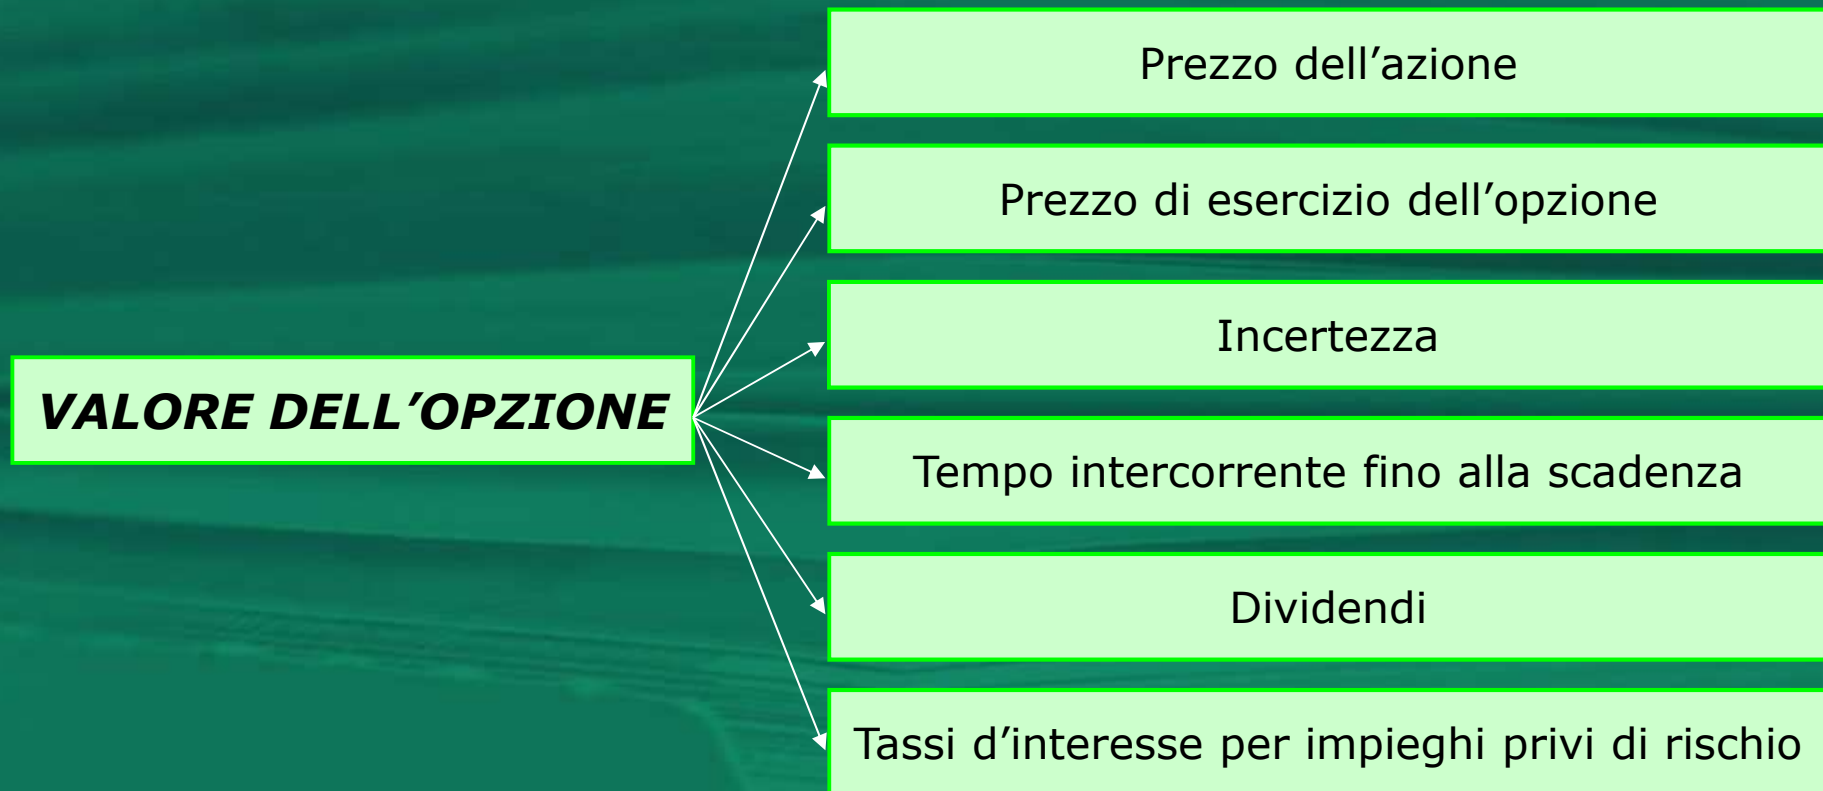 Prezzo dell’azione
Prezzo di esercizio dell’opzione
Incertezza
VALORE DELL’OPZIONE
Tempo intercorrente fino alla scadenza
Dividendi
Tassi d’interesse per impieghi privi di rischio